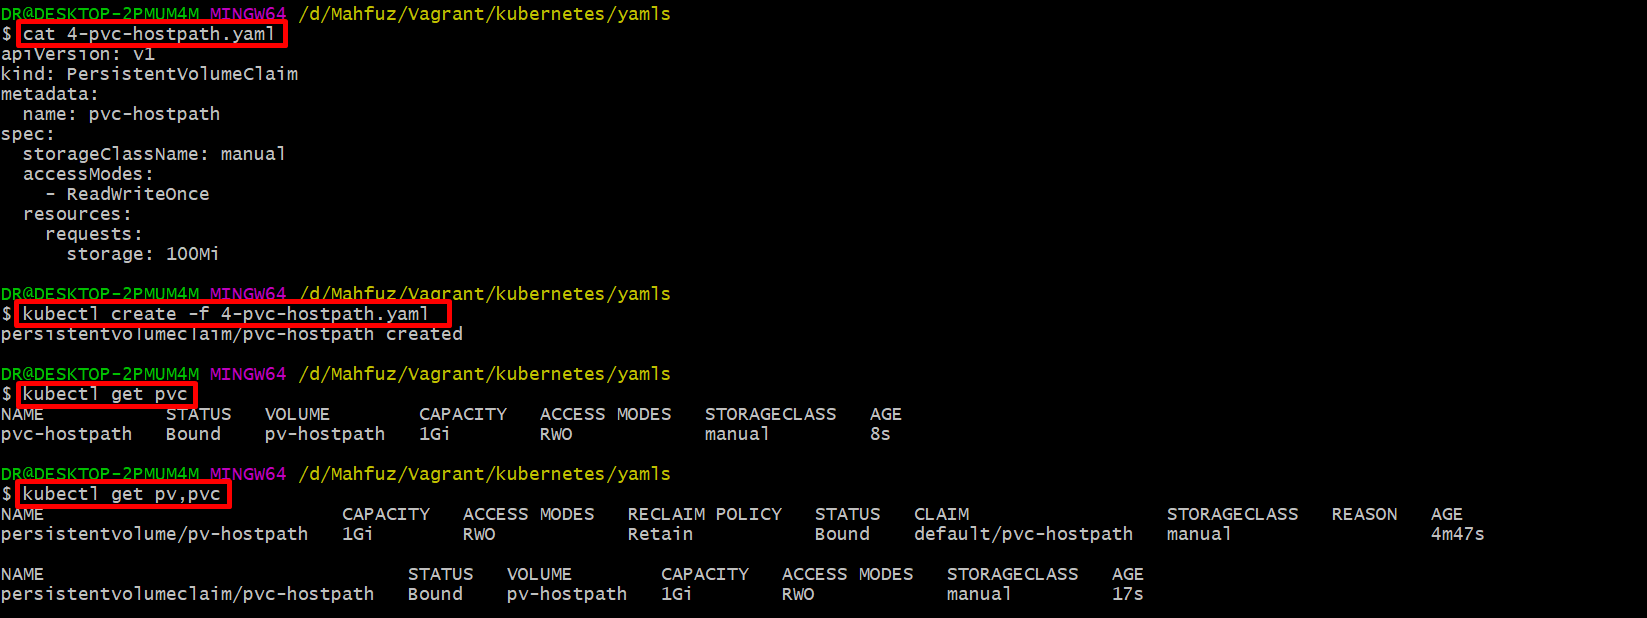 DR@DESKTOP-2PMUM4M MINGW64 /d/Mahfuz/Vagrant/kubernetes/yamls
$ cat 4-pvc-hostpath.yaml
apiVersion: v1
kind: PersistentVolumeClaim
metadata:
  name: pvc-hostpath
spec:
  storageClassName: manual
  accessModes:
    - ReadWriteOnce
  resources:
    requests:
      storage: 100Mi

DR@DESKTOP-2PMUM4M MINGW64 /d/Mahfuz/Vagrant/kubernetes/yamls
$ kubectl create -f 4-pvc-hostpath.yaml
persistentvolumeclaim/pvc-hostpath created

DR@DESKTOP-2PMUM4M MINGW64 /d/Mahfuz/Vagrant/kubernetes/yamls
$ kubectl get pvc
NAME           STATUS   VOLUME        CAPACITY   ACCESS MODES   STORAGECLASS   AGE
pvc-hostpath   Bound    pv-hostpath   1Gi        RWO            manual         8s

DR@DESKTOP-2PMUM4M MINGW64 /d/Mahfuz/Vagrant/kubernetes/yamls
$ kubectl get pv,pvc
NAME                           CAPACITY   ACCESS MODES   RECLAIM POLICY   STATUS   CLAIM                  STORAGECLASS   REASON   AGE
persistentvolume/pv-hostpath   1Gi        RWO            Retain           Bound    default/pvc-hostpath   manual                  4m47s

NAME                                 STATUS   VOLUME        CAPACITY   ACCESS MODES   STORAGECLASS   AGE
persistentvolumeclaim/pvc-hostpath   Bound    pv-hostpath   1Gi        RWO            manual         17s